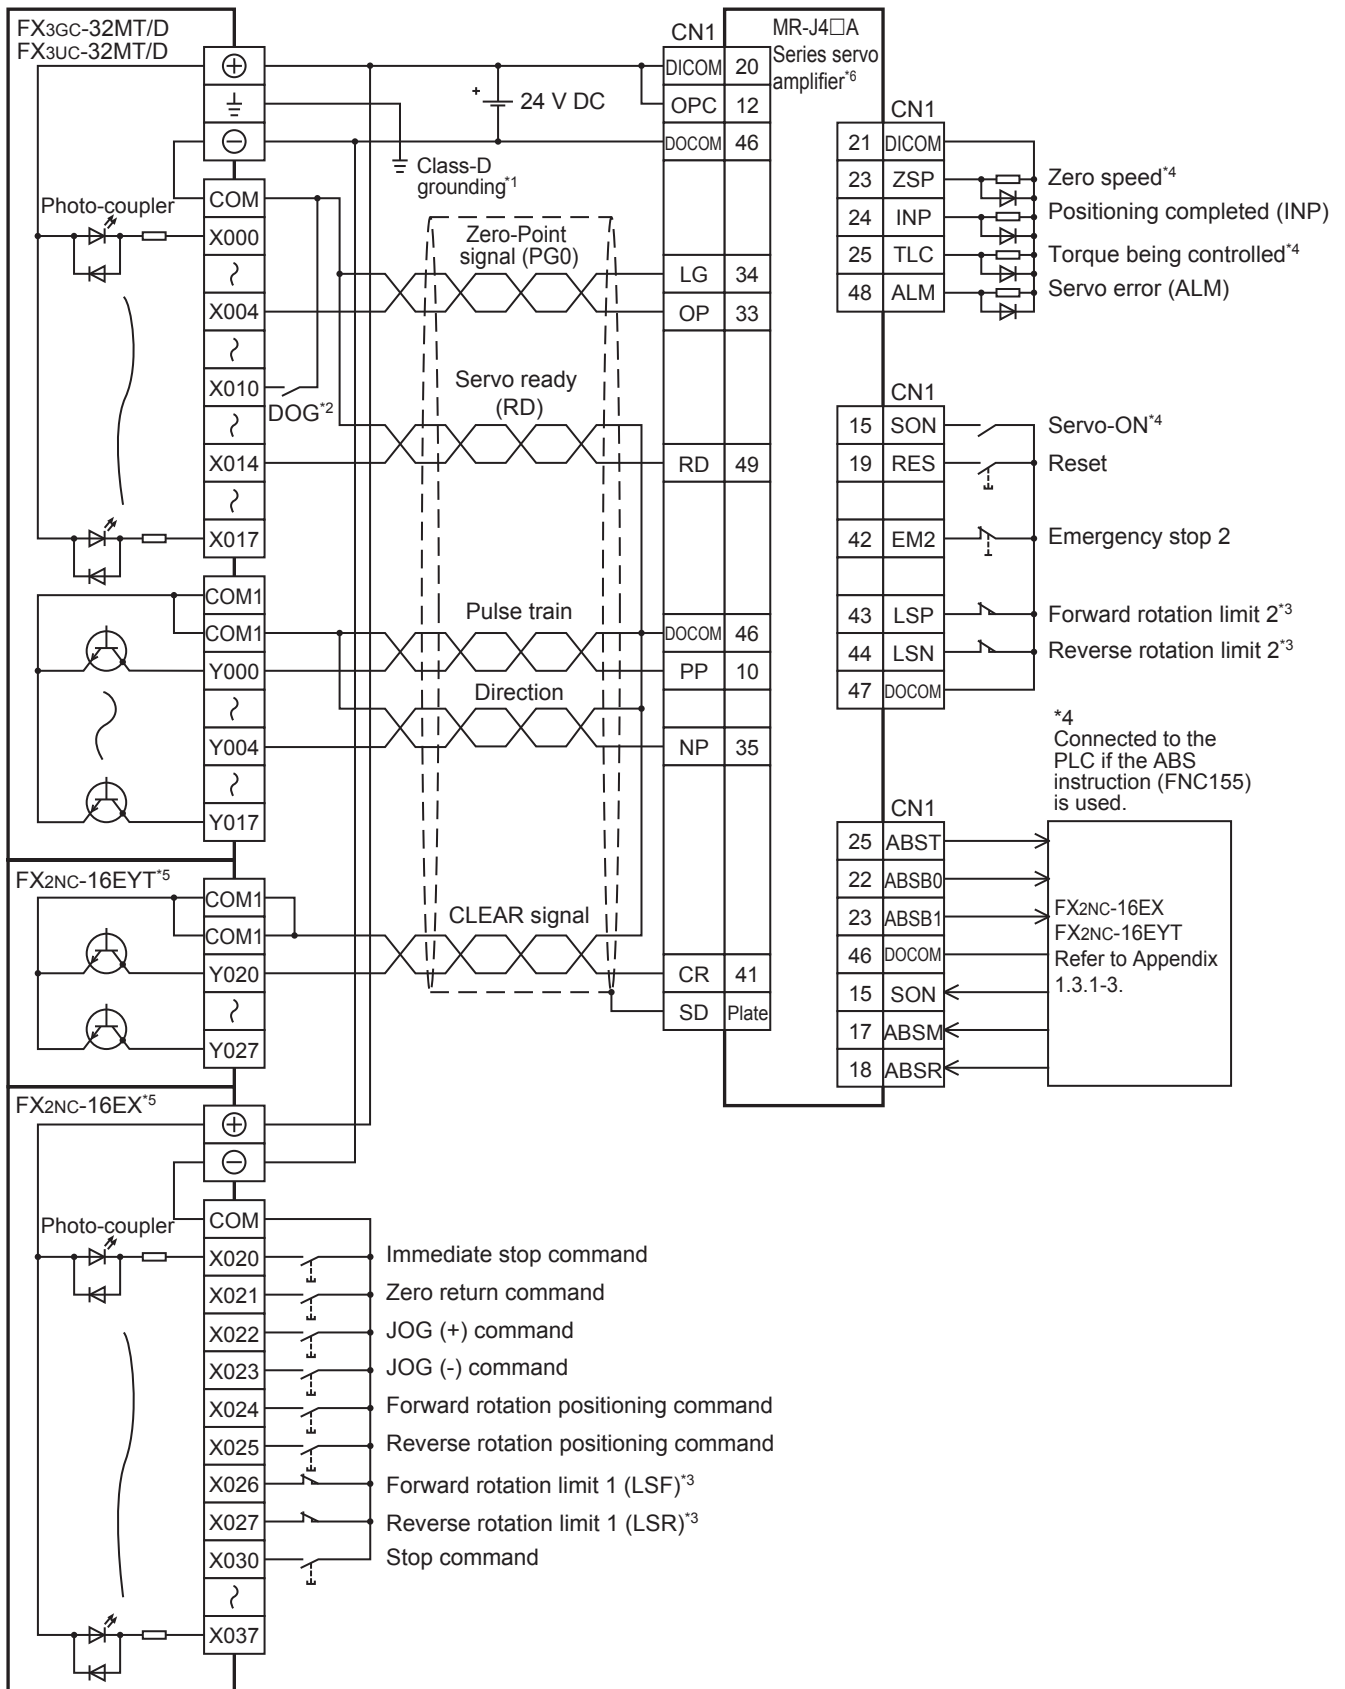 FX3GC-32MT/D
FX3UC-32MT/D
⊕
⊖
Photo-coupler
COM
X000
X004
X010
X014
X017
COM1
COM1
Y000
Y004
Y017
24 V DC
+
Class-D
grounding*1
DOG*2
Zero-Point
signal (PG0)
Servo ready
(RD)
Pulse train
Direction
CLEAR signal
CN1
DICOM 20
OPC 12
DOCOM 46
LG 34
OP 33
RD 49
DOCOM 46
PP 10
NP 35
CR 41
SD Plate
MR-J4□A
Series servo
amplifier*6
CN1
21 DICOM
23 ZSP Zero speed*4
24 INP Positioning completed (INP)
25 TLC Torque being controlled*4
48 ALM Servo error (ALM)
CN1
15 SON Servo-ON*4
19 RES Reset
42 EM2 Emergency stop 2
43 LSP Forward rotation limit 2*3
44 LSN Reverse rotation limit 2*3
47 DOCOM
*4
Connected to the
PLC if the ABS
instruction (FNC155)
is used.
CN1
25 ABST
22 ABSB0
23 ABSB1
46 DOCOM
15 SON
17 ABSM
18 ABSR
FX2NC-16EX
FX2NC-16EYT
Refer to Appendix
1.3.1-3.
FX2NC-16EYT*5
COM1
COM1
Y020
Y027
FX2NC-16EX*5
⊕
⊖
Photo-coupler
COM
X020 Immediate stop command
X021 Zero return command
X022 JOG (+) command
X023 JOG (-) command
X024 Forward rotation positioning command
X025 Reverse rotation positioning command
X026 Forward rotation limit 1 (LSF)*3
X027 Reverse rotation limit 1 (LSR)*3
X030 Stop command
X037